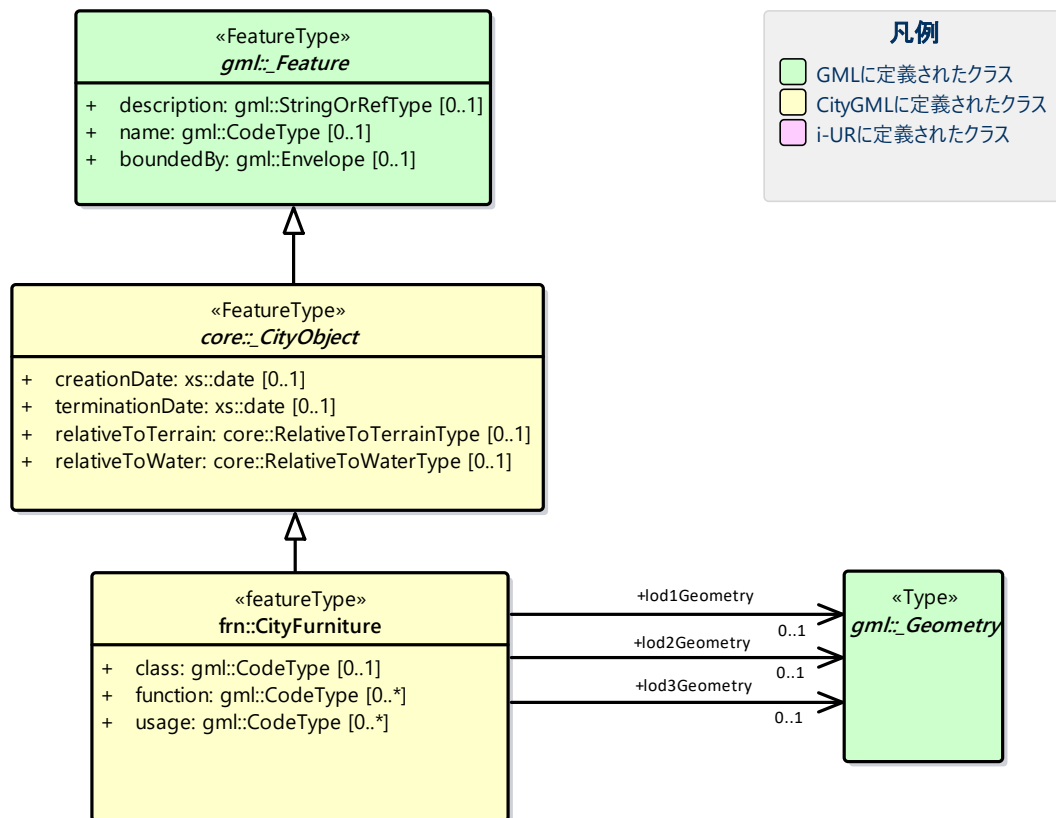 «FeatureType»
gml::_Feature
+ description: gml::StringOrRefType [0..1]
+ name: gml::CodeType [0..1]
+ boundedBy: gml::Envelope [0..1]
凡例
GMLに定義されたクラス
CityGMLに定義されたクラス
i-URに定義されたクラス
«FeatureType»
core::_CityObject
+ creationDate: xs::date [0..1]
+ terminationDate: xs::date [0..1]
+ relativeToTerrain: core::RelativeToTerrainType [0..1]
+ relativeToWater: core::RelativeToWaterType [0..1]
«featureType»
frn::CityFurniture
+ class: gml::CodeType [0..1]
+ function: gml::CodeType [0..*]
+ usage: gml::CodeType [0..*]
+lod1Geometry
0..1
+lod2Geometry
0..1
+lod3Geometry
0..1
«Type»
gml::_Geometry